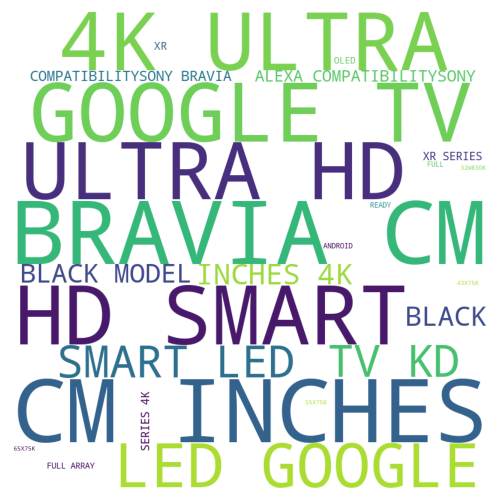 4K ULTRA
XR
OLED
COMPATIBILITYSONY BRAVIA
ALEXA COMPATIBILITYSONY
GOOGLE TV
ULTRA HD
XR SERIES
FULL
32W830K
BRAVIA CM
READY
ANDROID
BLACK MODEL
INCHES 4K
43X75K
HD SMART
BLACK
SMART LED
TV KD
CM INCHES
SERIES 4K
55X75K
LED GOOGLE
65X75K
FULL ARRAY